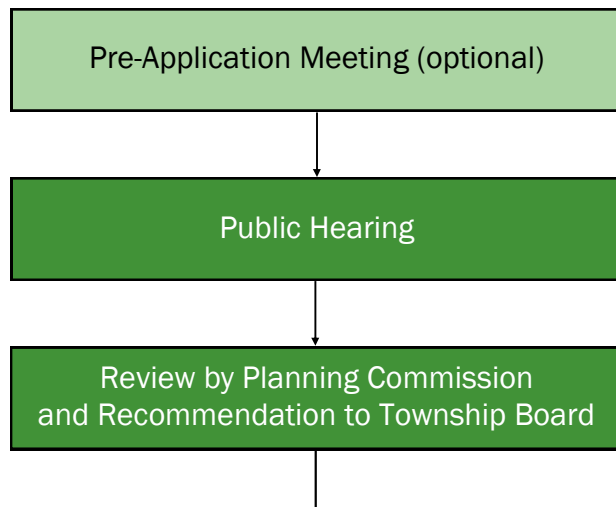 Pre-Application Meeting (optional)
Public Hearing
Review by Planning Commission
and Recommendation to Township Board